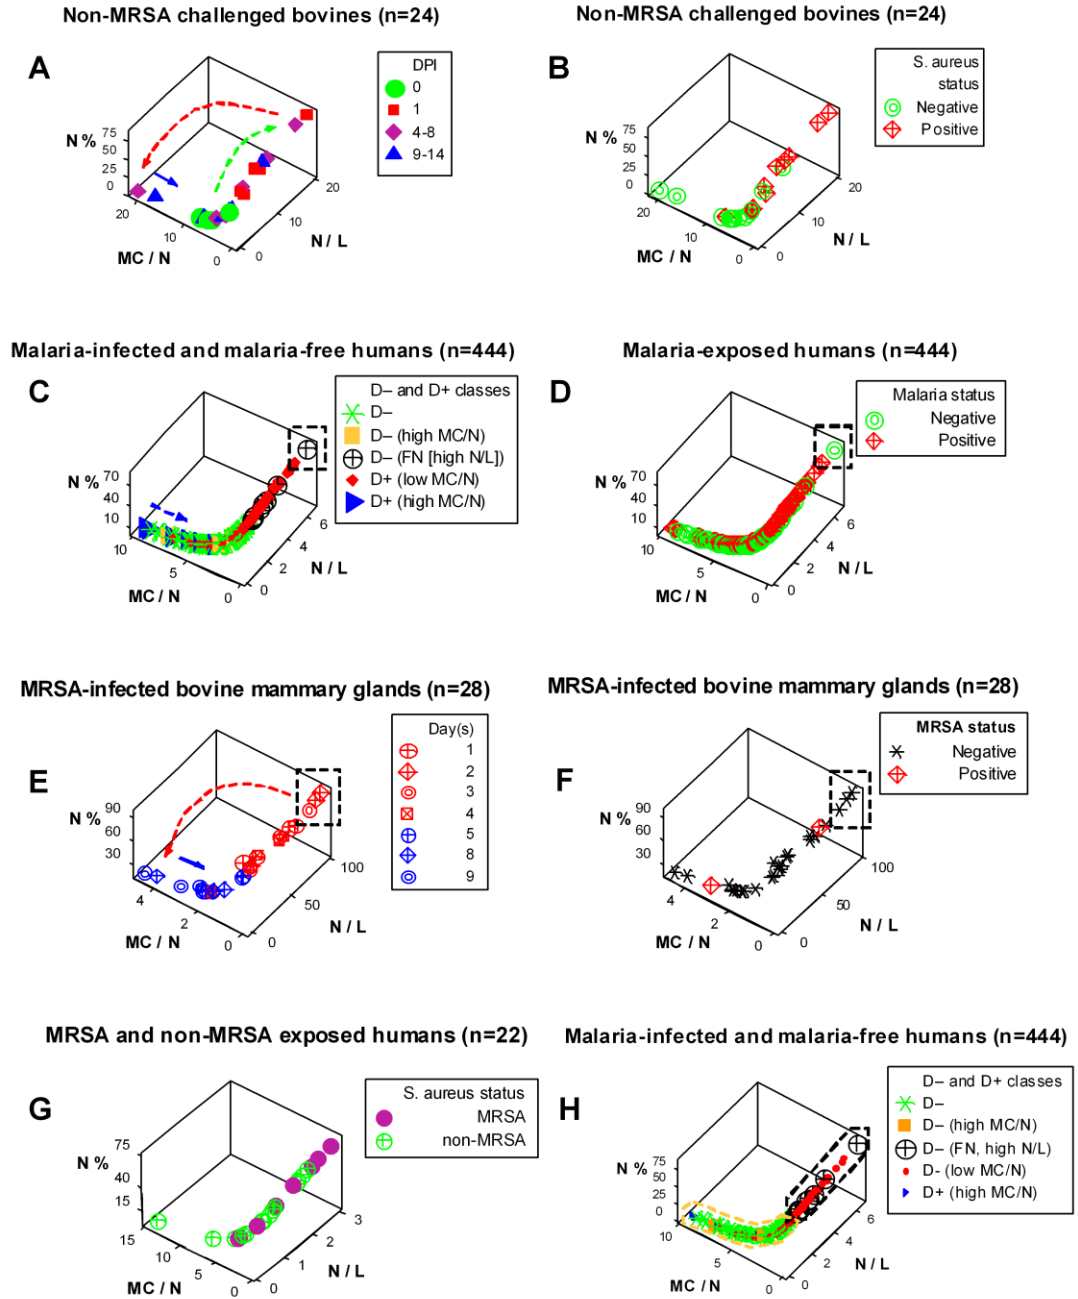 Non-MRSA challenged bovines (n=24)
A
DPI
0
1
4-8
9-14
N %
75
50
25
0
20
10
0
MC / N
0
10
20
N / L
Non-MRSA challenged bovines (n=24)
B
S. aureus
status
Negative
Positive
N %
75
50
25
0
20
10
0
MC / N
0
10
20
N / L
Malaria-infected and malaria-free humans (n=444)
C
D– and D+ classes
D–
D– (high MC/N)
D– (FN [high N/L])
D+ (low MC/N)
D+ (high MC/N)
N %
70
40
10
10
5
0
MC / N
0
2
4
6
N / L
Malaria-exposed humans (n=444)
D
Malaria status
Negative
Positive
N %
70
40
10
10
5
0
MC / N
0
2
4
6
N / L
MRSA-infected bovine mammary glands (n=28)
E
Day(s)
1
2
3
4
5
8
9
N %
90
60
30
4
2
0
MC / N
0
50
100
N / L
MRSA-infected bovine mammary glands (n=28)
F
MRSA status
Negative
Positive
N %
90
60
30
4
2
0
MC / N
0
50
100
N / L
MRSA and non-MRSA exposed humans (n=22)
G
S. aureus status
MRSA
non-MRSA
N %
75
40
15
15
10
5
0
MC / N
0
1
2
3
N / L
Malaria-infected and malaria-free humans (n=444)
H
D– and D+ classes
D–
D– (high MC/N)
D– (FN, high N/L)
D- (low MC/N)
D+ (high MC/N)
N %
75
50
25
0
10
5
0
MC / N
0
2
4
6
N / L